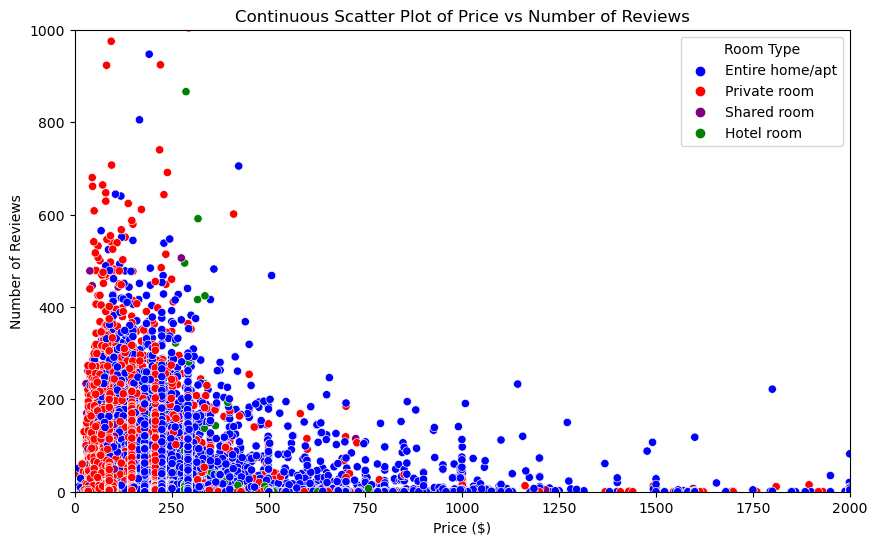 Continuous Scatter Plot of Price vs Number of Reviews
Number of Reviews
1000
800
600
400
200
0
Room Type
Entire home/apt
Private room
Shared room
Hotel room
0 250 500 750 1000 1250 1500 1750 2000
Price ($)